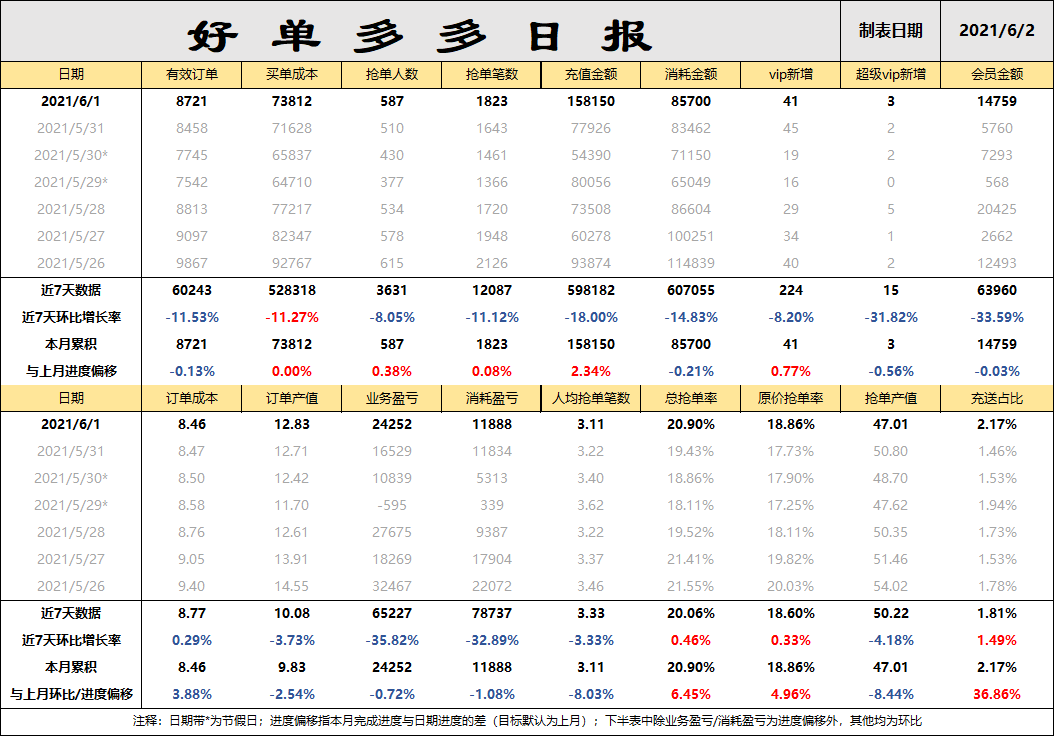 好单多多日报 制表日期 2021/6/2
日期 有效订单 买单成本 抢单人数 抢单笔数 充值金额 消耗金额 vip新增 超级vip新增 会员金额
2021/6/1 8721 73812 587 1823 158150 85700 41 3 14759
2021/5/31 8458 71628 510 1643 77926 83462 45 2 5760
2021/5/30* 7745 65837 430 1461 54390 71150 19 2 7293
2021/5/29* 7542 64710 377 1366 80056 65049 16 0 568
2021/5/28 8813 77217 534 1720 73508 86604 29 5 20425
2021/5/27 9097 82347 578 1948 60278 100251 34 1 2662
2021/5/26 9867 92767 615 2126 93874 114839 40 2 12493
近7天数据 60243 528318 3631 12087 598182 607055 224 15 63960
近7天环比增长率 -11.53% -11.27% -8.05% -11.12% -18.00% -14.83% -8.20% -31.82% -33.59%
本月累积 8721 73812 587 1823 158150 85700 41 3 14759
与上月进度偏移 -0.13% 0.00% 0.38% 0.08% 2.34% -0.21% 0.77% -0.56% -0.03%
日期 订单成本 订单产值 业务盈亏 消耗盈亏 人均抢单笔数 总抢单率 原价抢单率 抢单产值 充送占比
2021/6/1 8.46 12.83 24252 11888 3.11 20.90% 18.86% 47.01 2.17%
2021/5/31 8.47 12.71 16529 11834 3.22 19.43% 17.73% 50.80 1.46%
2021/5/30* 8.50 12.42 10839 5313 3.40 18.86% 17.90% 48.70 1.53%
2021/5/29* 8.58 11.70 -595 339 3.62 18.11% 17.25% 47.62 1.94%
2021/5/28 8.76 12.61 27675 9387 3.22 19.52% 18.11% 50.35 1.73%
2021/5/27 9.05 13.91 18269 17904 3.37 21.41% 19.82% 51.46 1.53%
2021/5/26 9.40 14.55 32467 22072 3.46 21.55% 20.03% 54.02 1.78%
近7天数据 8.77 10.08 65227 78737 3.33 20.06% 18.60% 50.22 1.81%
近7天环比增长率 0.29% -3.73% -35.82% -32.89% -3.33% 0.46% 0.33% -4.18% 1.49%
本月累积 8.46 9.83 24252 11888 3.11 20.90% 18.86% 47.01 2.17%
与上月环比/进度偏移 3.88% -2.54% -0.72% -1.08% -8.03% 6.45% 4.96% -8.44% 36.86%
注释：日期带*为节假日；进度偏移指本月完成进度与日期进度的差（目标默认为上月）；下半表中除业务盈亏/消耗盈亏为进度偏移外，其他均为环比